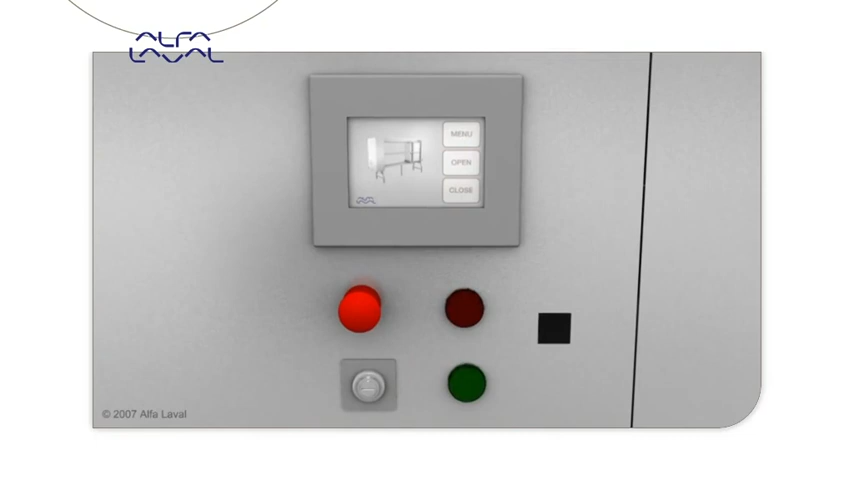 ALFA
LAVAL
MENU
OPEN
CLOSE
© 2007 Alfa Laval